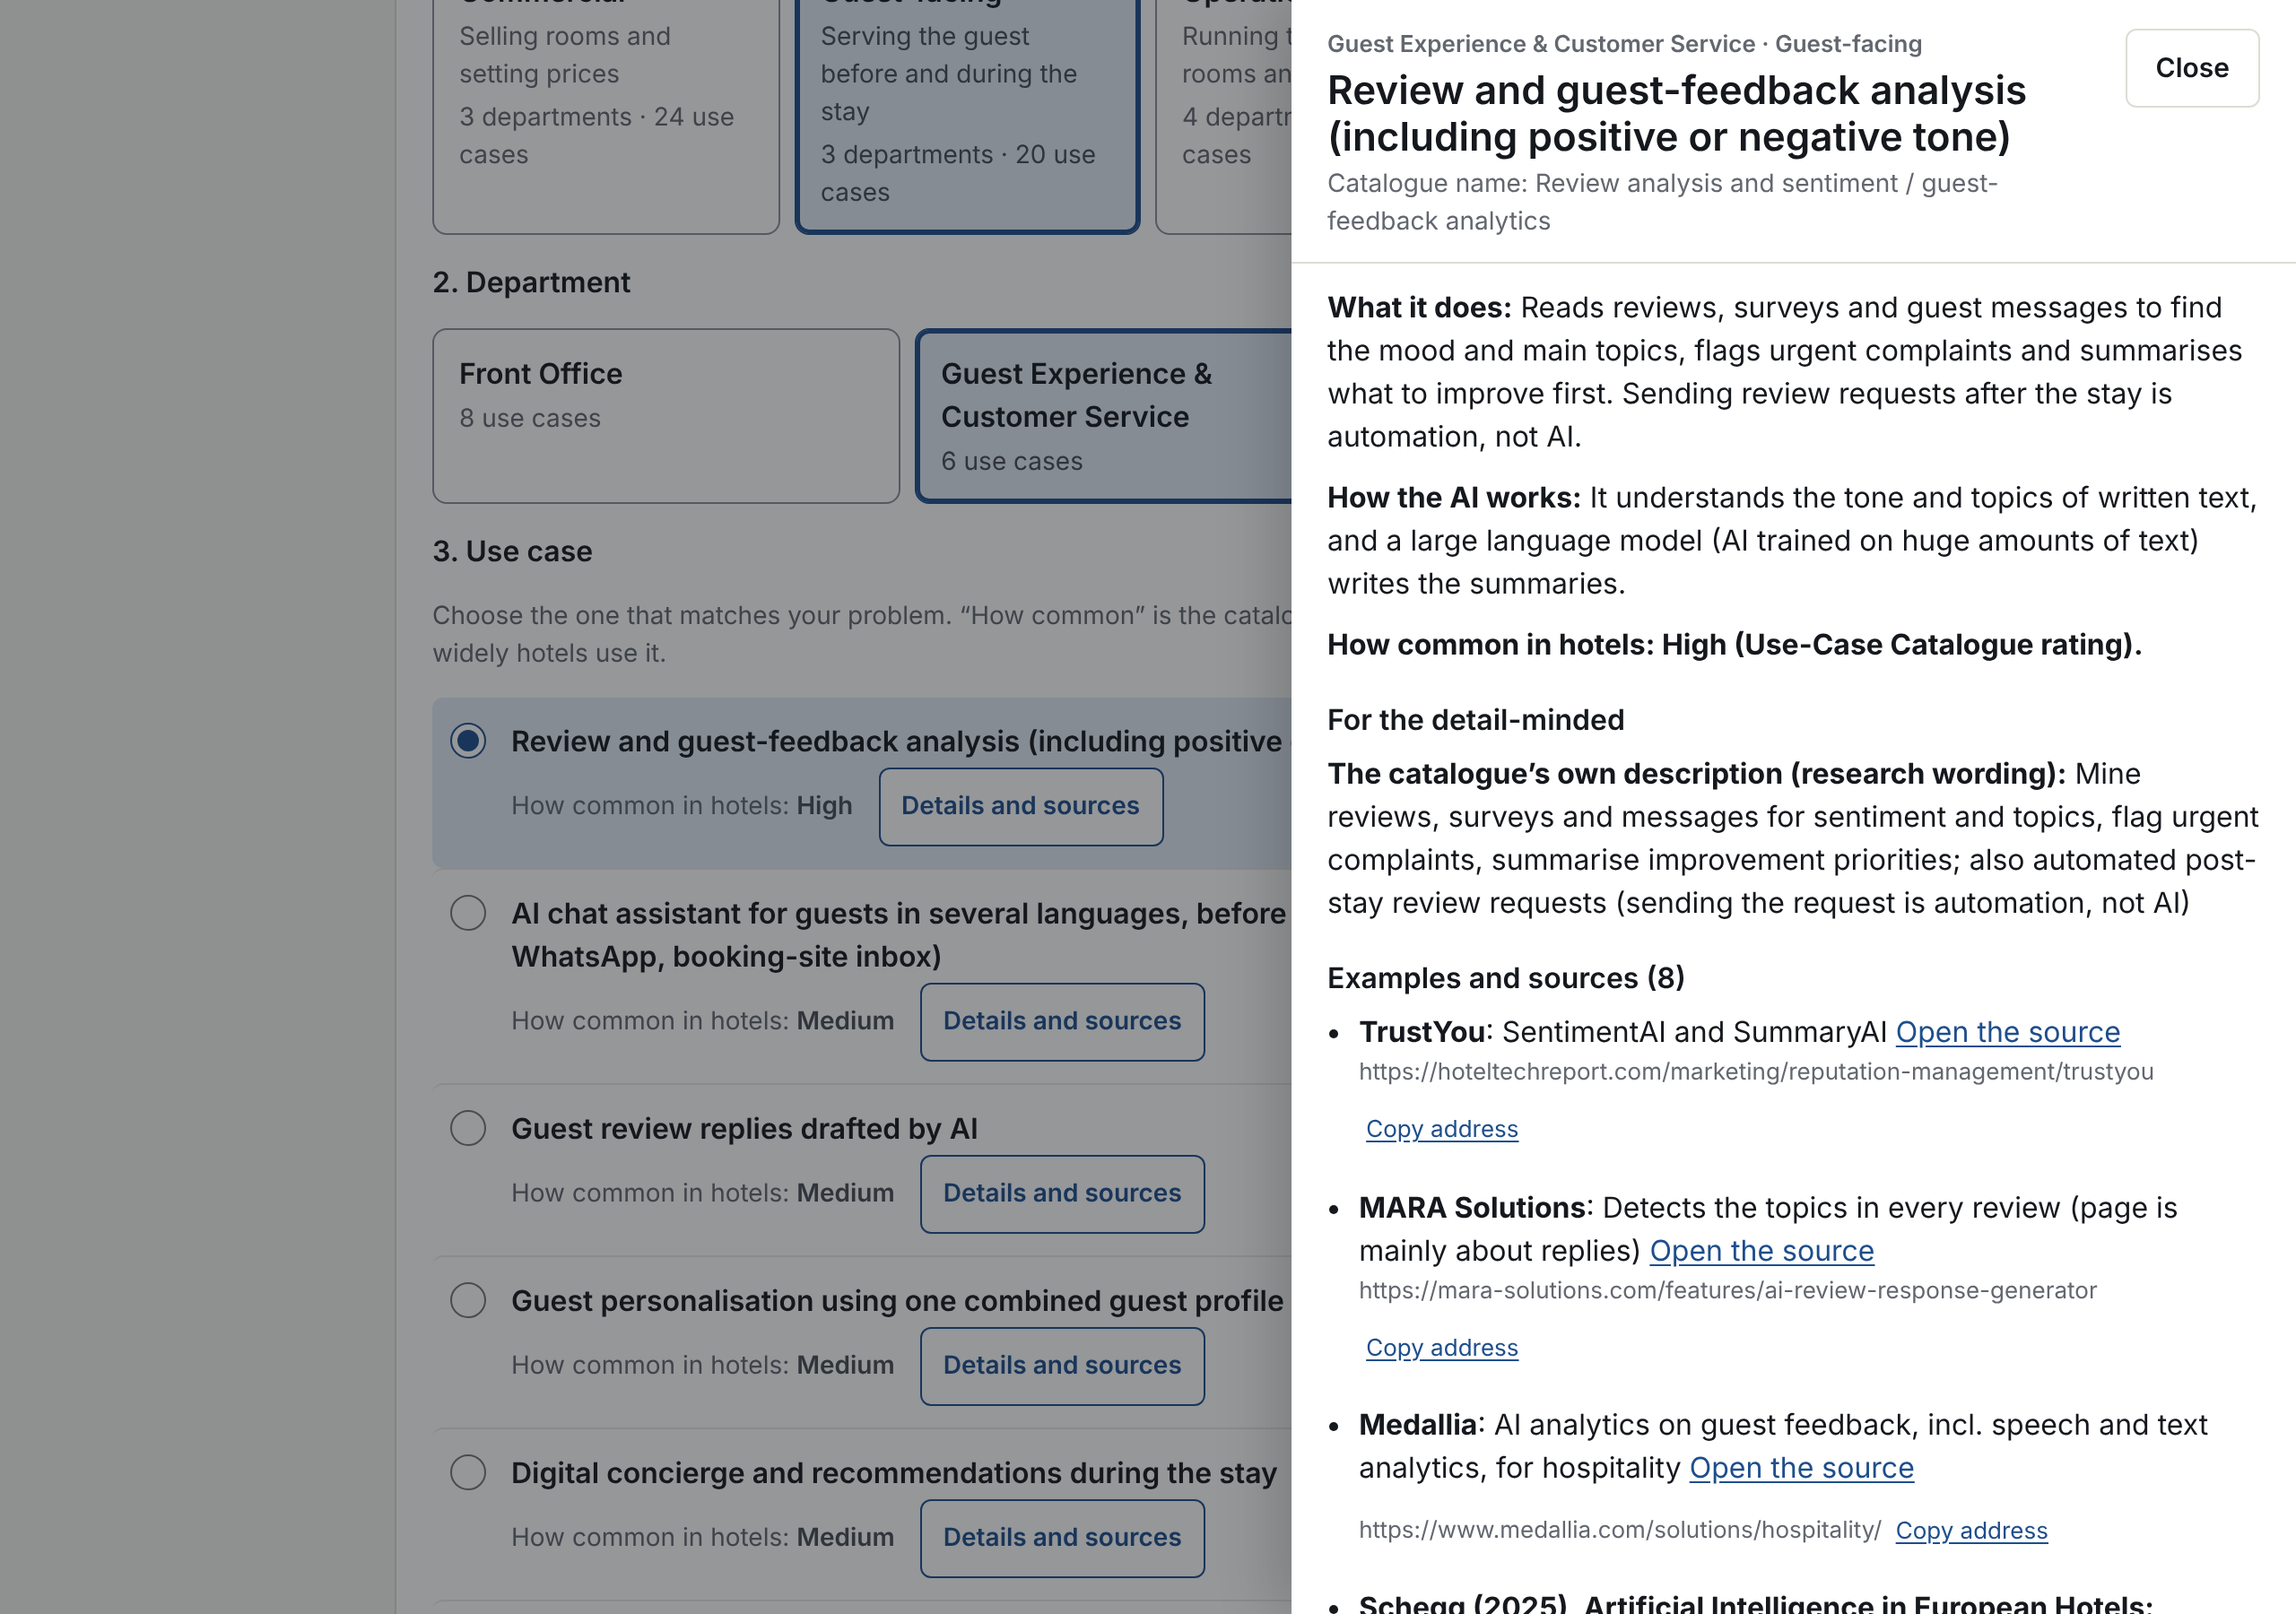 Selling rooms and
setting prices
3 departments · 24 use
cases
Serving the guest
before and during the
stay
3 departments · 20 use
cases
Running
rooms
4
cases
2. Department
Front Office
8 use cases
Guest Experience &
Customer Service
6 use cases
3. Use case
Choose the one that matches your problem. “How common” is the
widely hotels use it.
Review and guest-feedback analysis (including positive
How common in hotels: High
Details and sources
AI chat assistant for guests in several languages, before
WhatsApp, booking-site inbox)
How common in hotels: Medium
Details and sources
Guest review replies drafted by AI
How common in hotels: Medium
Details and sources
Guest personalisation using one combined guest profile
How common in hotels: Medium
Details and sources
Digital concierge and recommendations during the stay
How common in hotels: Medium
Details and sources
Guest Experience & Customer Service · Guest-facing
Close
Review and guest-feedback analysis
(including positive or negative tone)
Catalogue name: Review analysis and sentiment / guest-
feedback analytics
What it does: Reads reviews, surveys and guest messages to find
the mood and main topics, flags urgent complaints and summarises
what to improve first. Sending review requests after the stay is
automation, not AI.
How the AI works: It understands the tone and topics of written text,
and a large language model (AI trained on huge amounts of text)
writes the summaries.
How common in hotels: High (Use-Case Catalogue rating).
For the detail-minded
The catalogue’s own description (research wording): Mine
reviews, surveys and messages for sentiment and topics, flag urgent
complaints, summarise improvement priorities; also automated post-
stay review requests (sending the request is automation, not AI)
Examples and sources (8)
• TrustYou: SentimentAI and SummaryAI Open the source
https://hoteltechreport.com/marketing/reputation-management/trustyou
Copy address
• MARA Solutions: Detects the topics in every review (page is
mainly about replies) Open the source
https://mara-solutions.com/features/ai-review-response-generator
Copy address
• Medallia: AI analytics on guest feedback, incl. speech and text
analytics, for hospitality Open the source
https://www.medallia.com/solutions/hospitality/ Copy address
• Schegg (2025), Artificial Intelligence in European Hotels: